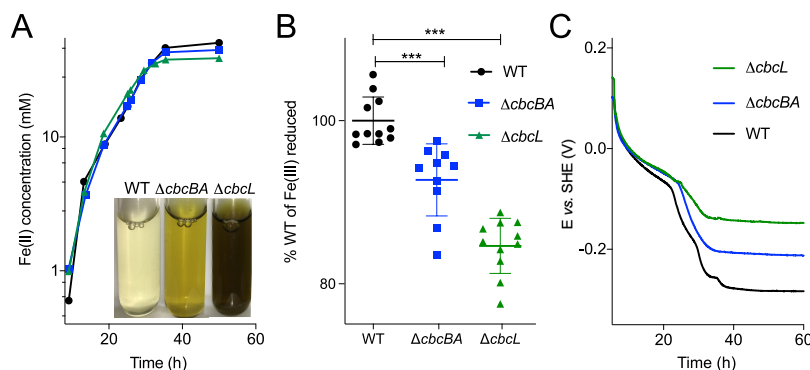 A
Fe(II) concentration (mM)
10
1
WT ΔcbcBA ΔcbcL
0
20
40
60
Time (h)
B
% WT of Fe(III) reduced
100
80
***
***
WT
ΔcbcBA
ΔcbcL
WT
ΔcbcBA
ΔcbcL
C
E vs. SHE (V)
0.2
0.0
-0.2
ΔcbcL
ΔcbcBA
WT
20
40
60
Time (h)